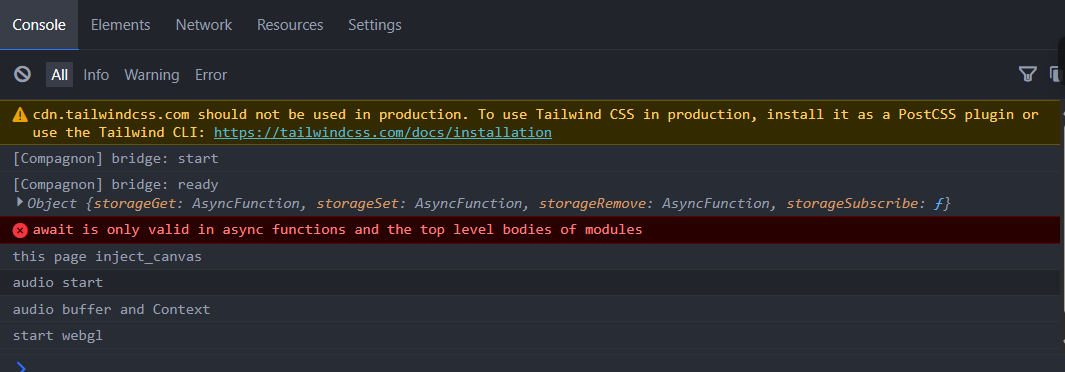 Console Elements Network Resources Settings
All Info Warning Error
cdn.tailwindcss.com should not be used in production. To use Tailwind CSS in production, install it as a PostCSS plugin or
use the Tailwind CLI: https://tailwindcss.com/docs/installation
[Compagnon] bridge: start
[Compagnon] bridge: ready
Object {storageGet: AsyncFunction, storageSet: AsyncFunction, storageRemove: AsyncFunction, storageSubscribe: ƒ}
await is only valid in async functions and the top level bodies of modules
this page inject_canvas
audio start
audio buffer and Context
start webgl